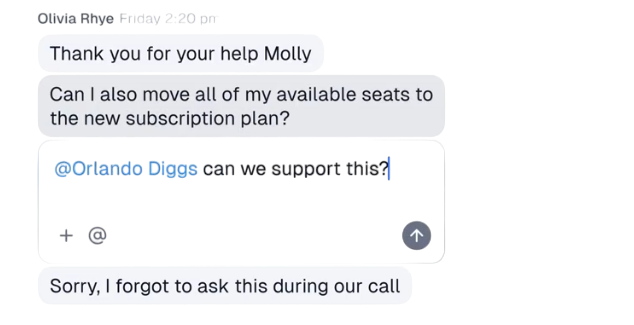 Olivia Rhye Friday 2:20 pm
Thank you for your help Molly
Can I also move all of my available seats to
the new subscription plan?
@Orlando Diggs can we support this?
+ @
Sorry, I forgot to ask this during our call